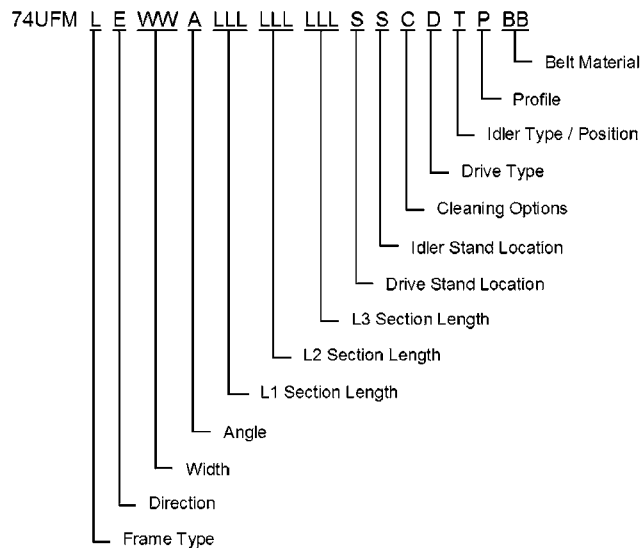 74UFM L E WW A LLL LLL LLL S S C D T P BB
Belt Material
Profile
Idler Type / Position
Drive Type
Cleaning Options
Idler Stand Location
Drive Stand Location
L3 Section Length
L2 Section Length
L1 Section Length
Angle
Width
Direction
Frame Type